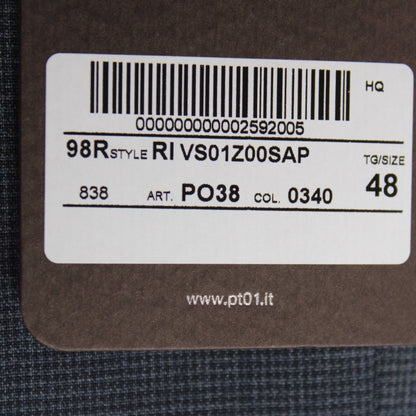 HQ
000000000002592005
98R STYLE RI VS01Z00SAP TG/SIZE
838 ART. PO38 COL. 0340 48
www.pt01.it